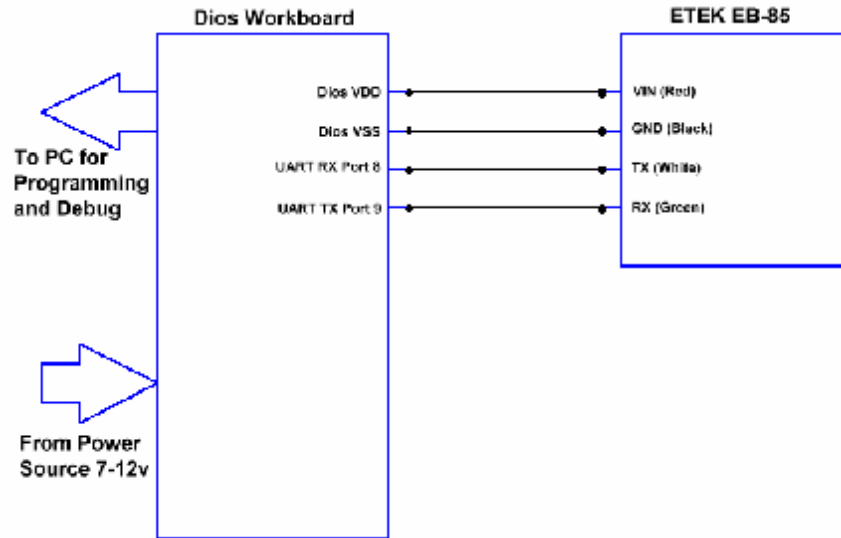 Dios Workboard
ETEK EB-85
Dios VDD
VIN (Red)
Dios VSS
GND (Black)
To PC for
Programming
and Debug
UART RX Port 8
TX (White)
UART TX Port 9
RX (Green)
From Power
Source 7-12v